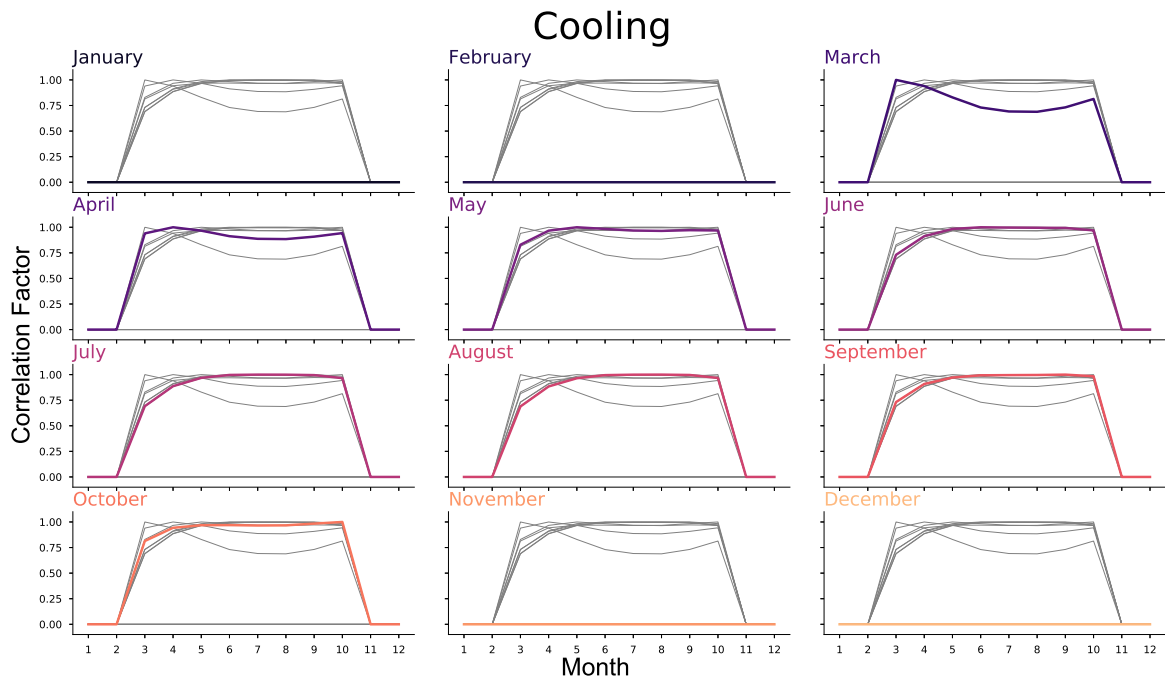 Cooling
January February March
1.00
0.75
0.50
0.25
0.00
April May June
1.00
0.75
0.50
0.25
0.00
Correlation Factor
July August September
1.00
0.75
0.50
0.25
0.00
October November December
1.00
0.75
0.50
0.25
0.00
1 2 3 4 5 6 7 8 9 10 11 12 1 2 3 4 5 6 7 8 9 10 11 12 1 2 3 4 5 6 7 8 9 10 11 12
Month